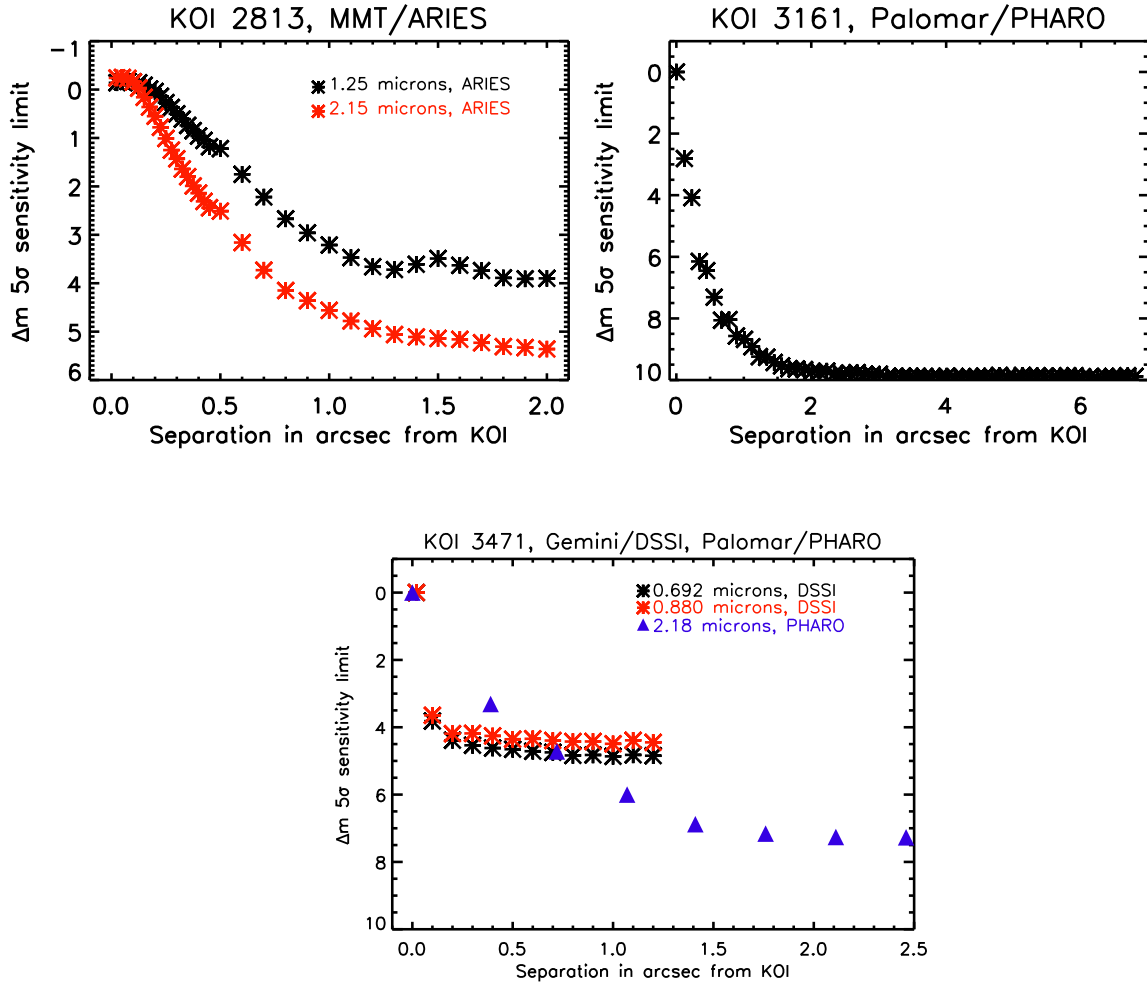 KOI 2813, MMT/ARIES
-1
0
1
2
3
4
5
6
Δm 5σ sensitivity limit
1.25 microns, ARIES
2.15 microns, ARIES
0.0 0.5 1.0 1.5 2.0
Separation in arcsec from KOI
KOI 3161, Palomar/PHARO
0
2
4
6
8
10
Δm 5σ sensitivity limit
0 2 4 6
Separation in arcsec from KOI
KOI 3471, Gemini/DSSI, Palomar/PHARO
0
2
4
6
8
10
Δm 5σ sensitivity limit
0.692 microns, DSSI
0.880 microns, DSSI
2.18 microns, PHARO
0.0 0.5 1.0 1.5 2.0 2.5
Separation in arcsec from KOI